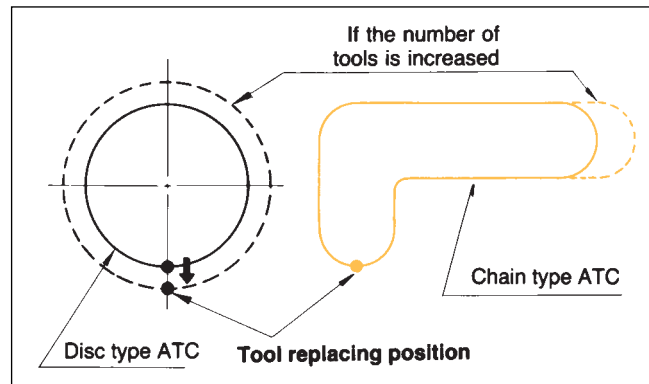 If the number of
tools is increased
Chain type ATC
Disc type ATC
Tool replacing position